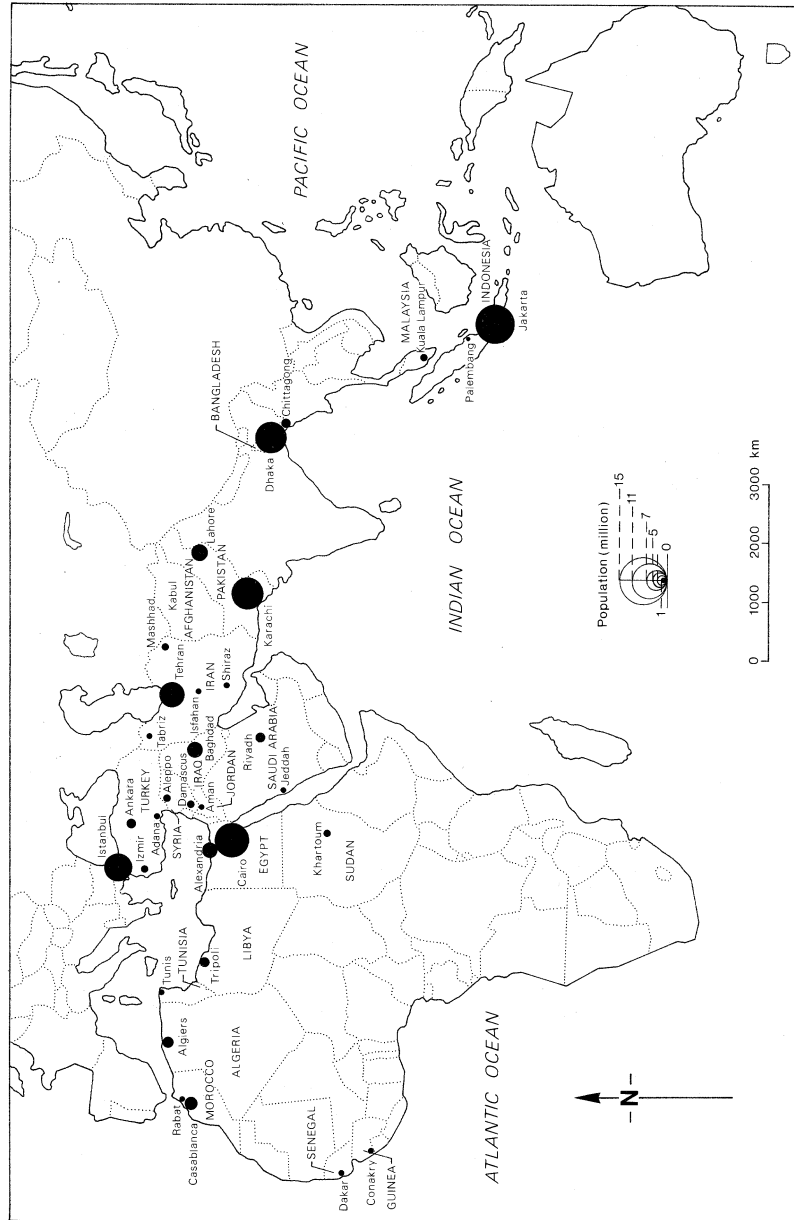 PACIFIC OCEAN
BANGLADESH
Dhaka
Chittagong
MALAYSIA
Kuala Lampur
INDONESIA
Palembang
Jakarta
Mashhad
Kabul
AFGHANISTAN
Lahore
PAKISTAN
Karachi
Tehran
Tabriz
Isfahan
IRAN
Shiraz
Istanbul
Ankara
TURKEY
Izmir
Adana
Aleppo
SYRIA
Damascus
IRAQ
Baghdad
Aman
JORDAN
Riyadh
SAUDI ARABIA
Jeddah
Alexandria
Cairo
EGYPT
Khartoum
SUDAN
Tunis
TUNISIA
Tripoli
LIBYA
Algiers
ALGERIA
Rabat
Casablanca
MOROCCO
SENEGAL
Dakar
Conakry
GUINEA
INDIAN OCEAN
ATLANTIC OCEAN
Population (million)
15
11
7
5
1
0
0 1000 2000 3000 km
N